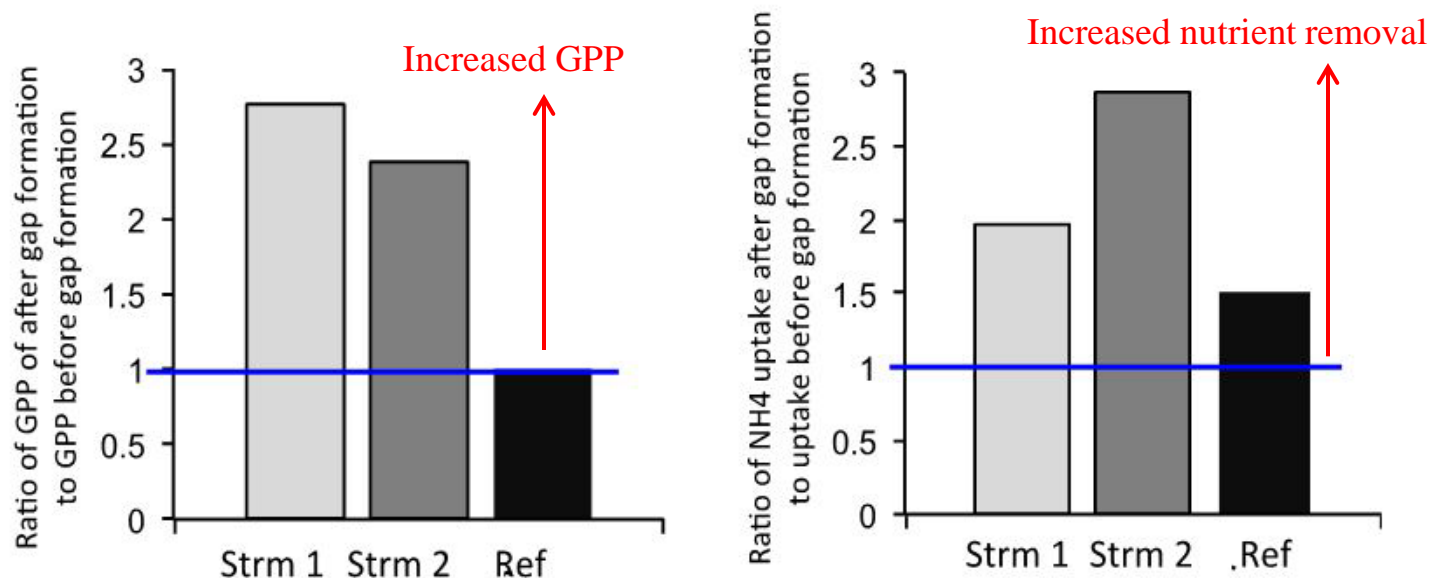 Increased GPP
Ratio of GPP of after gap formation
to GPP before gap formation
3
2.5
2
1.5
1
0.5
0
Strm 1 Strm 2 Ref
Increased nutrient removal
Ratio of NH4 uptake after gap formation
to uptake before gap formation
3
2.5
2
1.5
1
0.5
0
Strm 1 Strm 2 .Ref